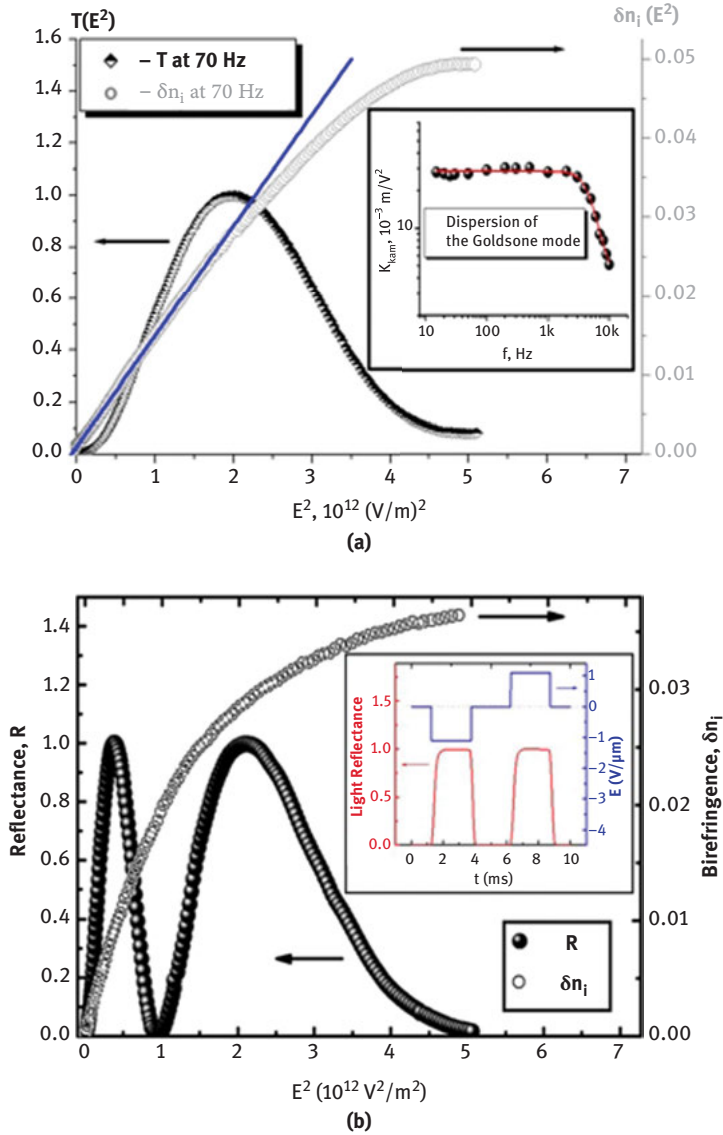 T(E²)
δnᵢ (E²)
1.6
1.4
1.2
1.0
0.8
0.6
0.4
0.2
0.0
– T at 70 Hz
– δnᵢ at 70 Hz
0.05
0.04
0.03
0.02
0.01
0.00
K_kam, 10⁻³ m/V²
10
Dispersion of
the Goldsone mode
10 100 1k 10k
f, Hz
0 1 2 3 4 5 6 7
E², 10¹² (V/m)²
(a)
Reflectance, R
1.4
1.2
1.0
0.8
0.6
0.4
0.2
0.0
Birefringence, δnᵢ
0.03
0.02
0.01
0.00
Light Reflectance
1.5
1.0
0.5
0.0
E (V/μm)
1
0
−1
−2
−3
−4
0 2 4 6 8 10
t (ms)
R
δnᵢ
0 1 2 3 4 5 6 7
E² (10¹² V²/m²)
(b)